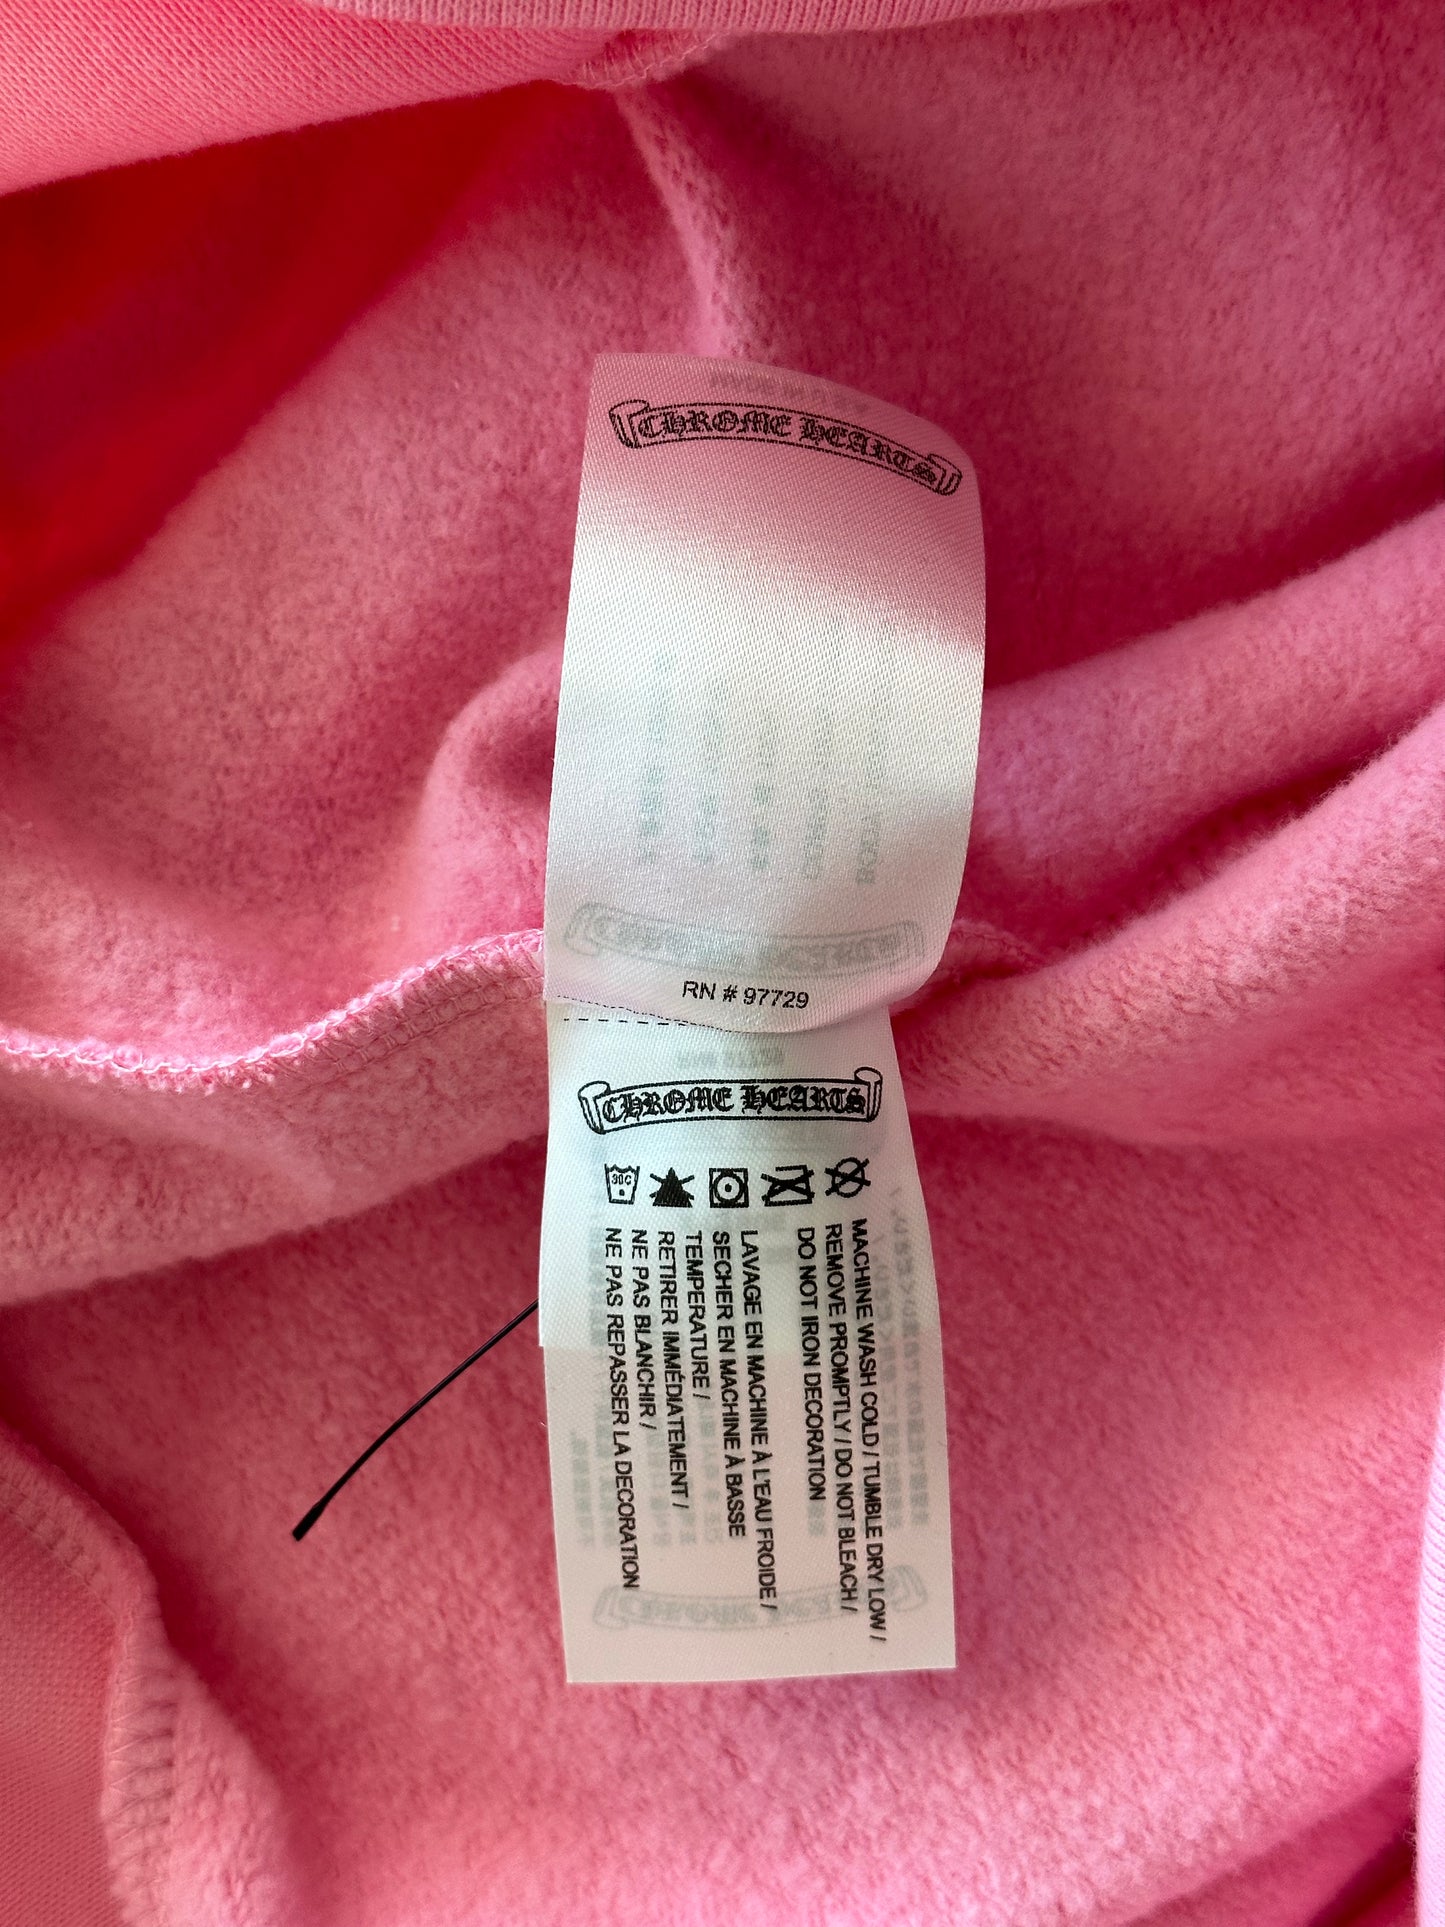 CHROME HEARTS
RN # 97729
CHROME HEARTS
30C
MACHINE WASH COLD / TUMBLE DRY LOW /
REMOVE PROMPTLY / DO NOT BLEACH /
DO NOT IRON DECORATION
LAVAGE EN MACHINE À L'EAU FROIDE /
SECHER EN MACHINE À BASSE
TEMPERATURE /
RETIRER IMMÉDIATEMENT /
NE PAS BLANCHIR /
NE PAS REPASSER LA DECORATION